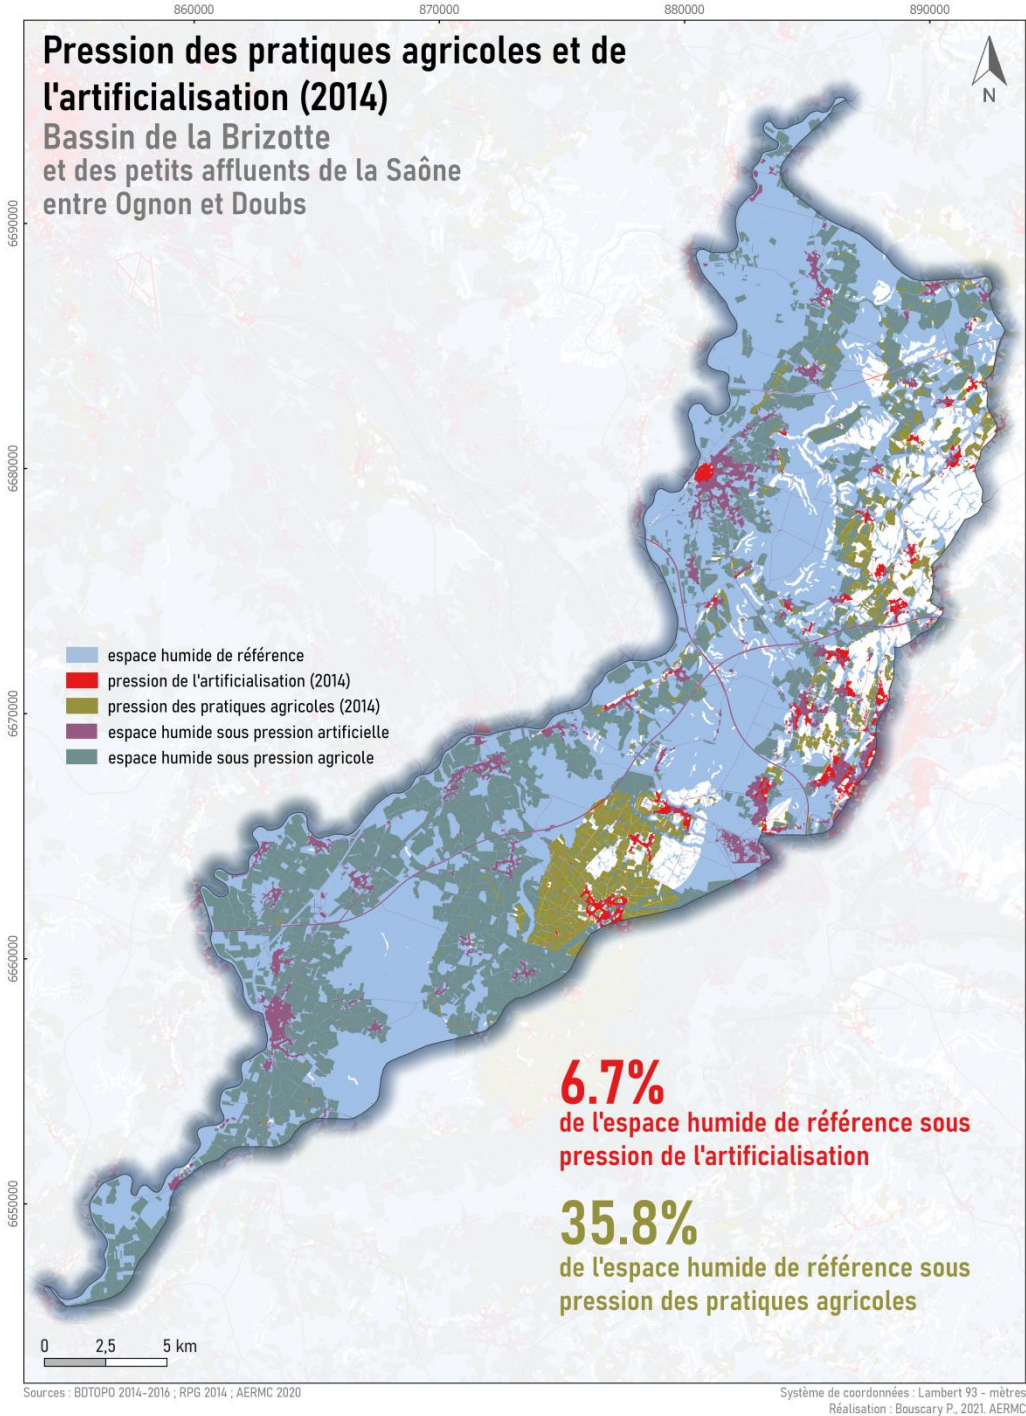 860000
870000
880000
890000
Pression des pratiques agricoles et de
l'artificialisation (2014)
Bassin de la Brizotte
et des petits affluents de la Saône
entre Ognon et Doubs
N
6690000
6680000
6670000
6660000
6650000
espace humide de référence
pression de l'artificialisation (2014)
pression des pratiques agricoles (2014)
espace humide sous pression artificielle
espace humide sous pression agricole
6.7%
de l'espace humide de référence sous
pression de l'artificialisation
35.8%
de l'espace humide de référence sous
pression des pratiques agricoles
0 2,5 5 km
Sources : BDTOPO 2014-2016 ; RPG 2014 ; AERMC 2020
Système de coordonnées : Lambert 93 - mètres
Réalisation : Bouscary P., 2021. AERMC